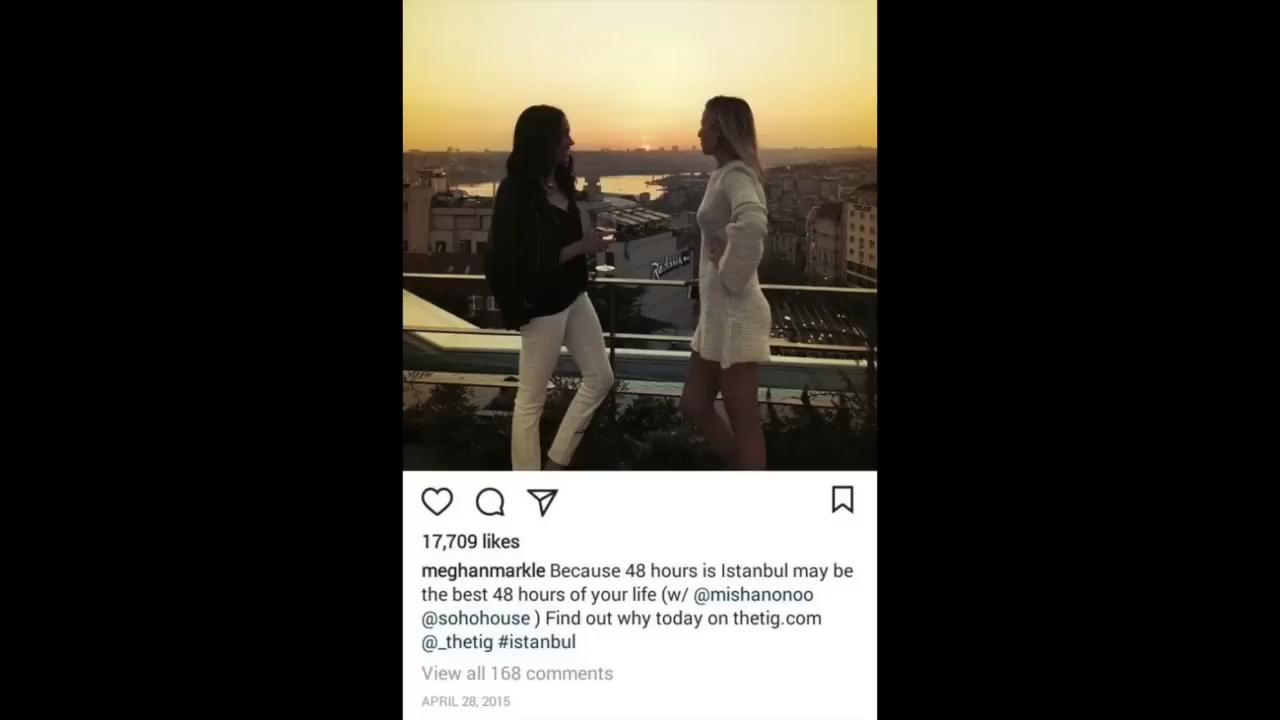 Radisson
17,709 likes
meghanmarkle Because 48 hours is Istanbul may be
the best 48 hours of your life (w/ @mishanonoo
@sohohouse ) Find out why today on thetig.com
@_thetig #istanbul
View all 168 comments
APRIL 28, 2015